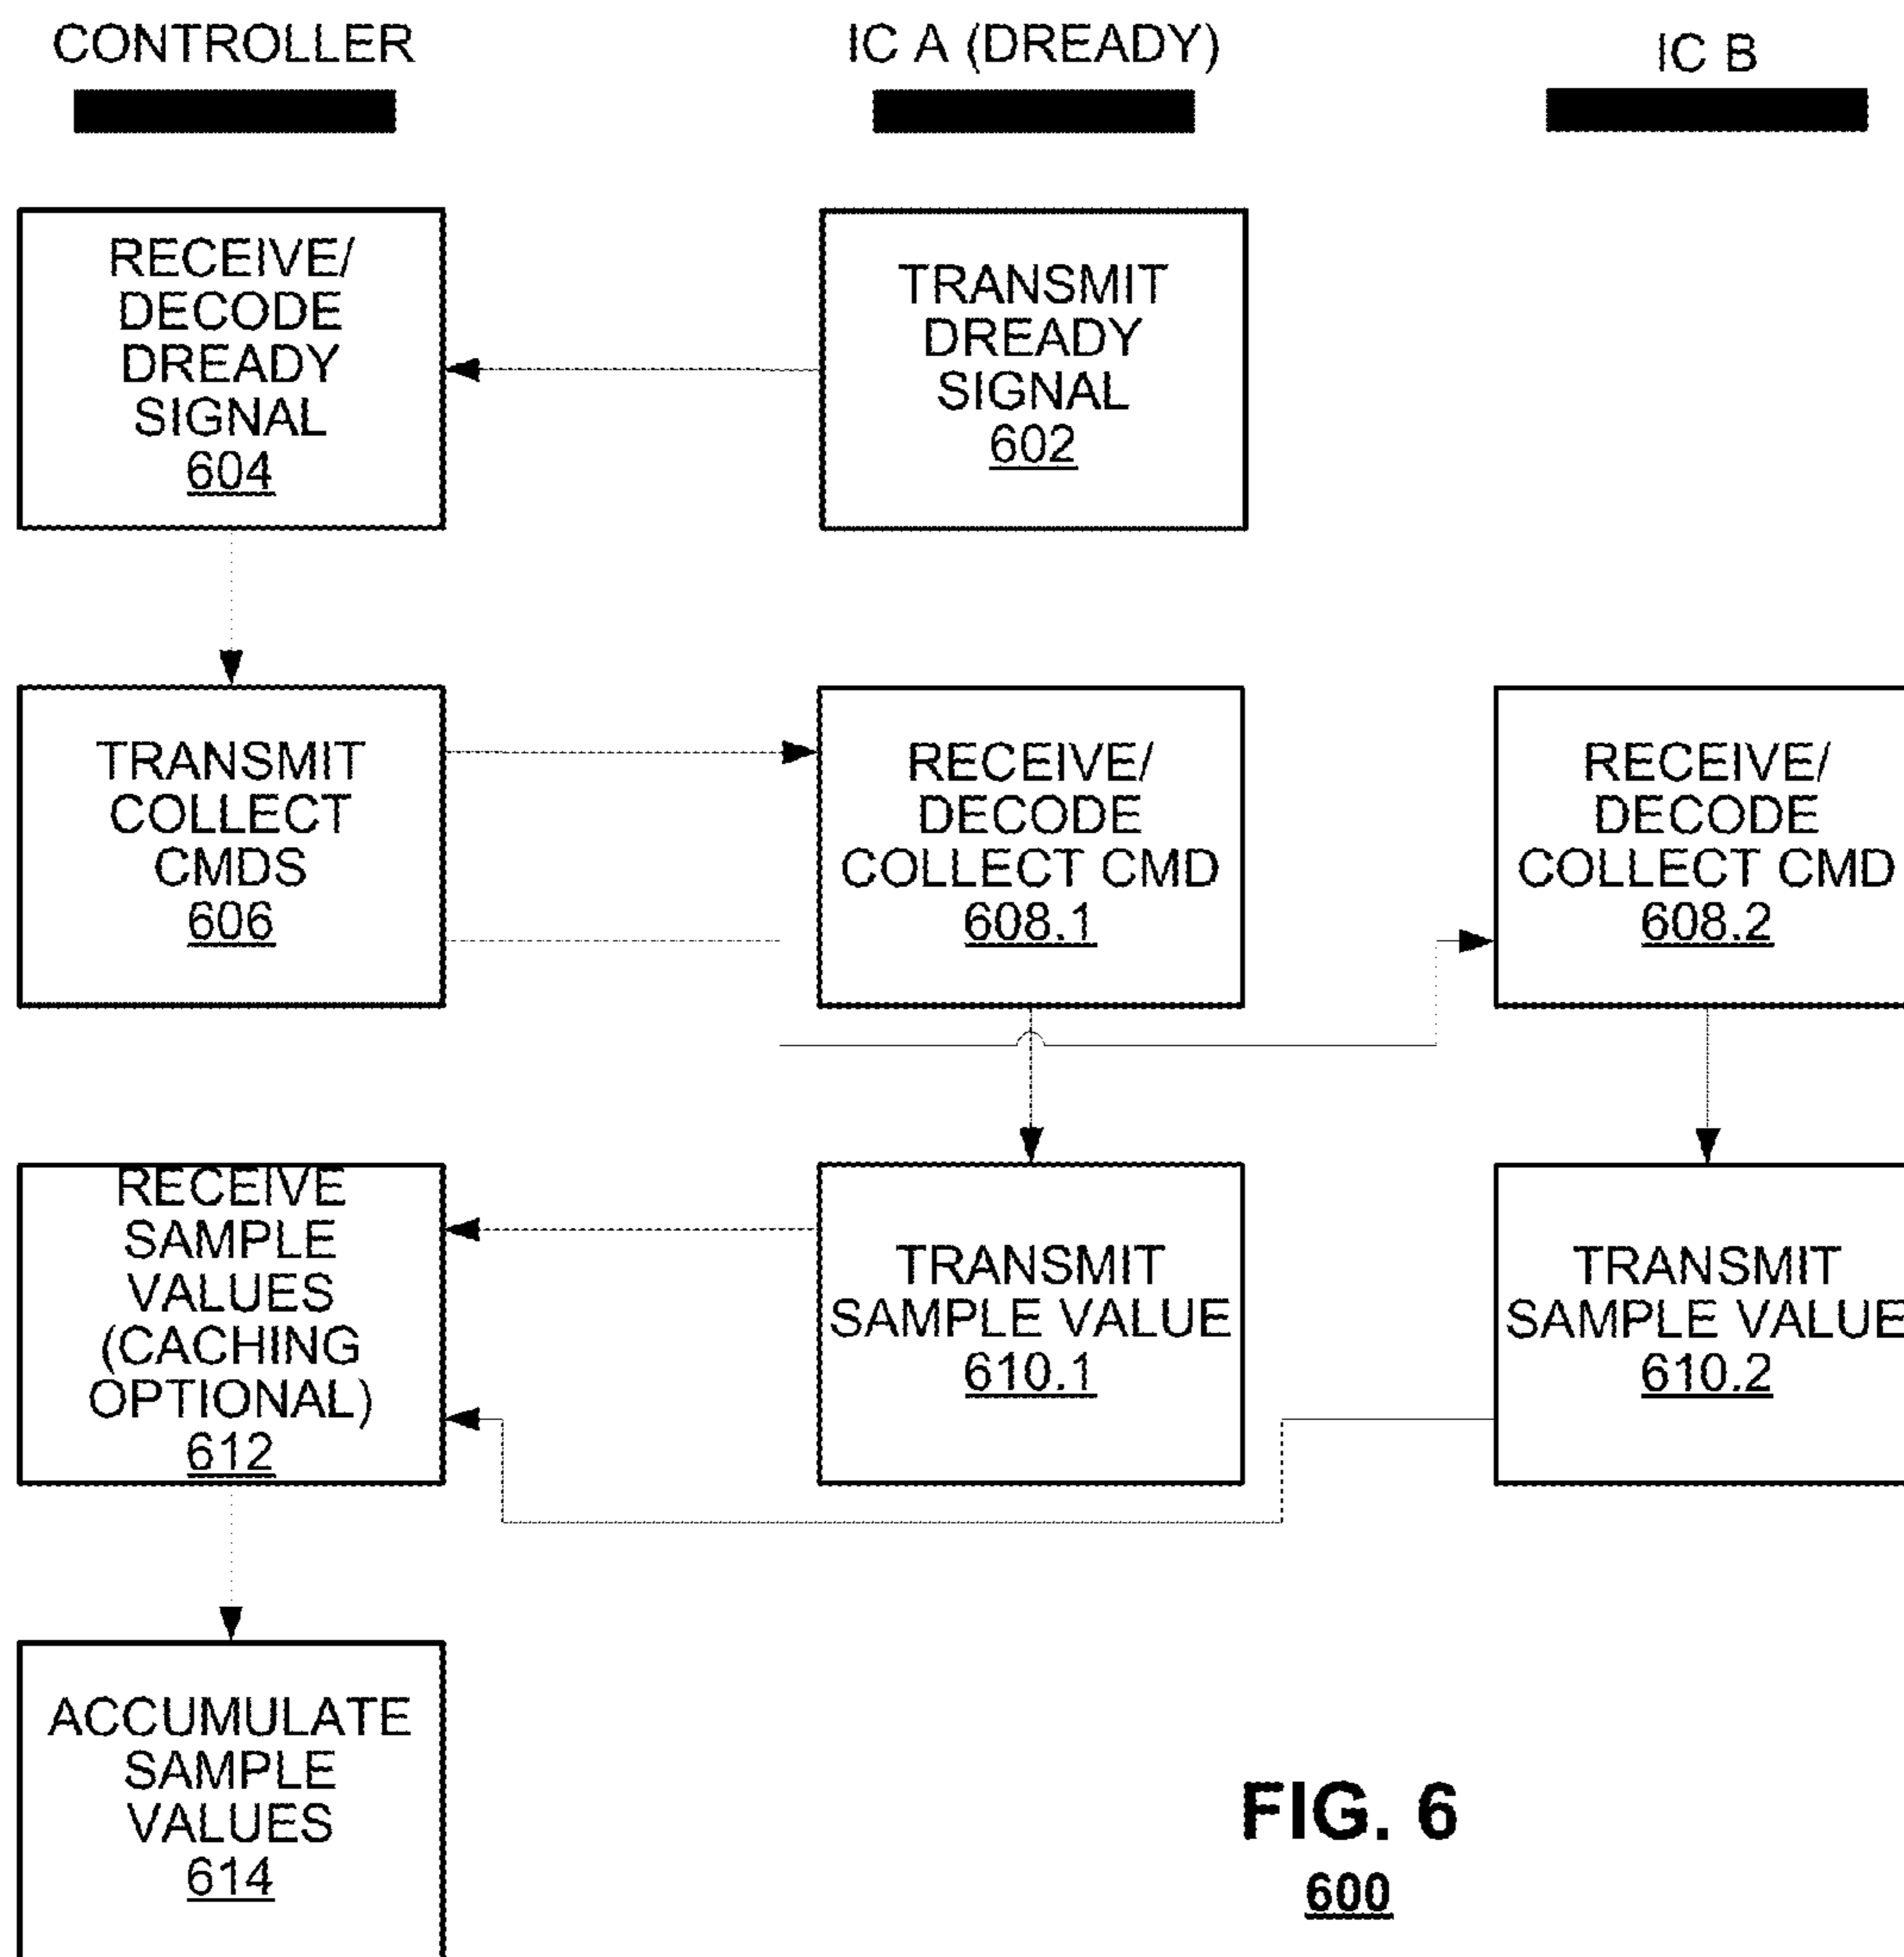 CONTROLLER
IC A (DREADY)
IC B
RECEIVE/
DECODE
DREADY
SIGNAL
604
TRANSMIT
DREADY
SIGNAL
602
TRANSMIT
COLLECT
CMDS
606
RECEIVE/
DECODE
COLLECT CMD
608.1
RECEIVE/
DECODE
COLLECT CMD
608.2
RECEIVE
SAMPLE
VALUES
(CACHING
OPTIONAL)
612
TRANSMIT
SAMPLE VALUE
610.1
TRANSMIT
SAMPLE VALUE
610.2
ACCUMULATE
SAMPLE
VALUES
614
FIG. 6
600